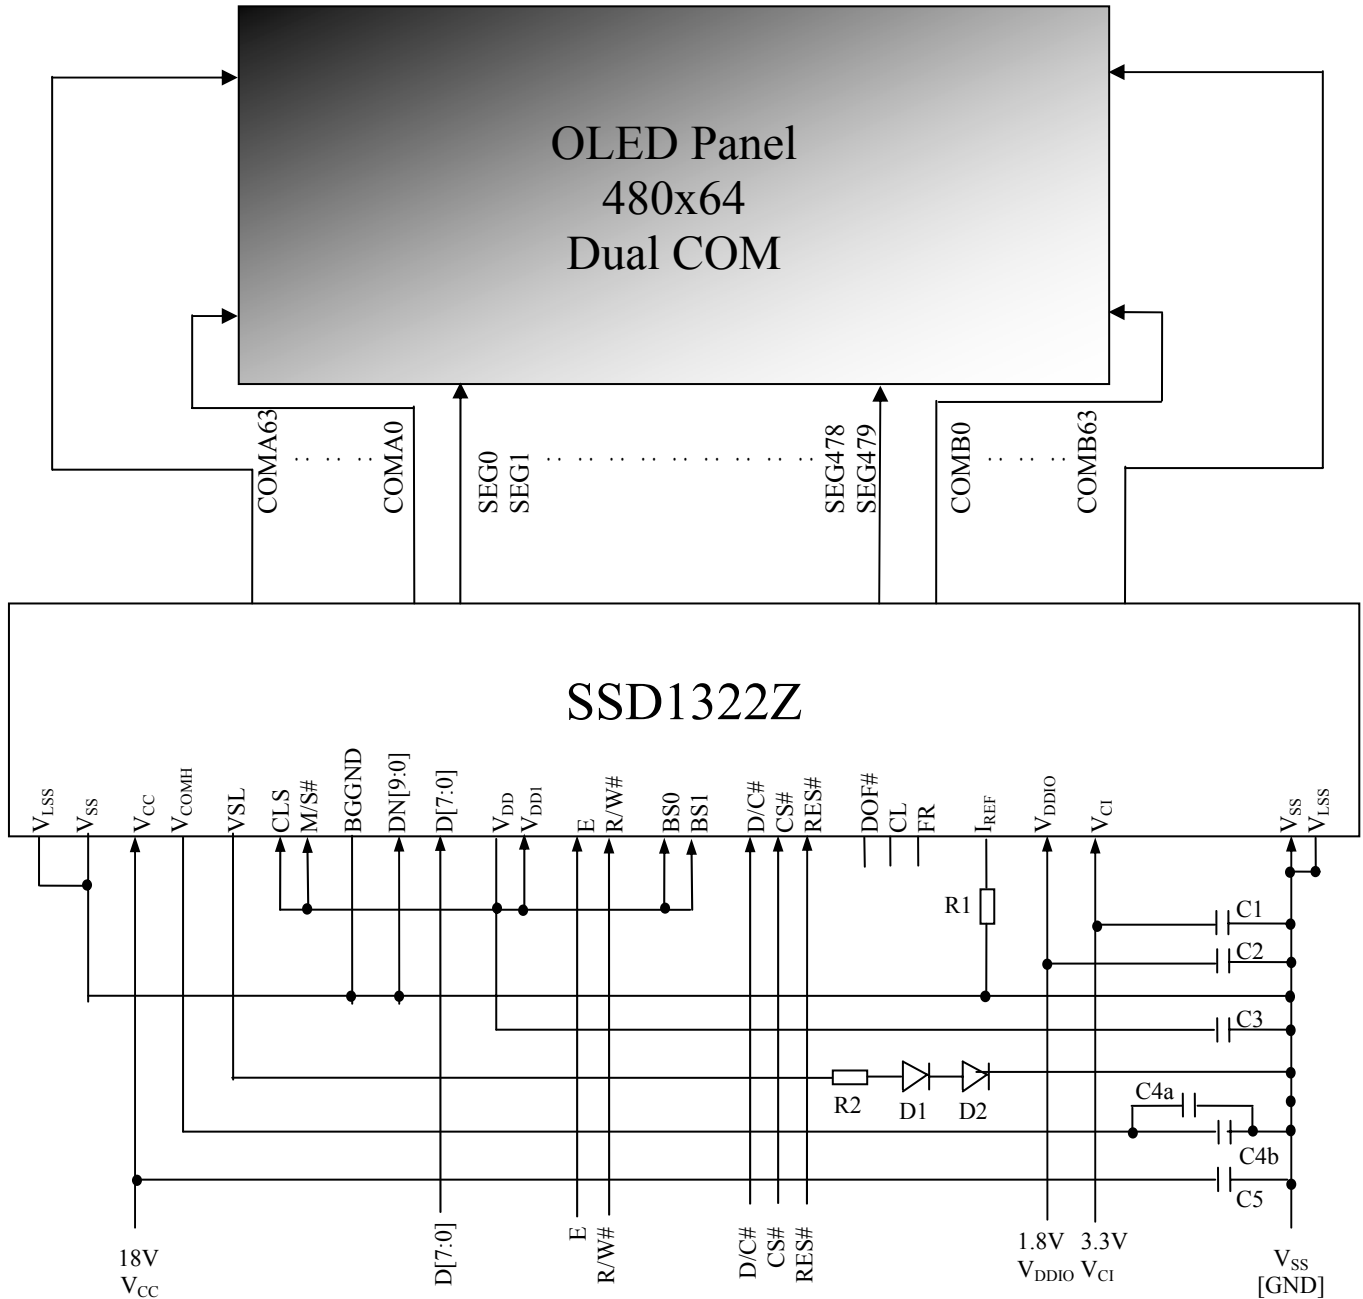 OLED Panel
480x64
Dual COM
COMA63
COMA0
SEG0
SEG1
SEG478
SEG479
COMB0
COMB63
SSD1322Z
VLSS
VSS
VCC
VCOMH
VSL
CLS
M/S#
BGGND
DN[9:0]
D[7:0]
VDD
VDD1
E
R/W#
BS0
BS1
D/C#
CS#
RES#
DOF#
CL
FR
IREF
VDDIO
VCI
VSS
VLSS
R1
C1
C2
C3
R2
D1
D2
C4a
C4b
C5
18V
VCC
D[7:0]
E
R/W#
D/C#
CS#
RES#
1.8V
VDDIO
3.3V
VCI
VSS
[GND]